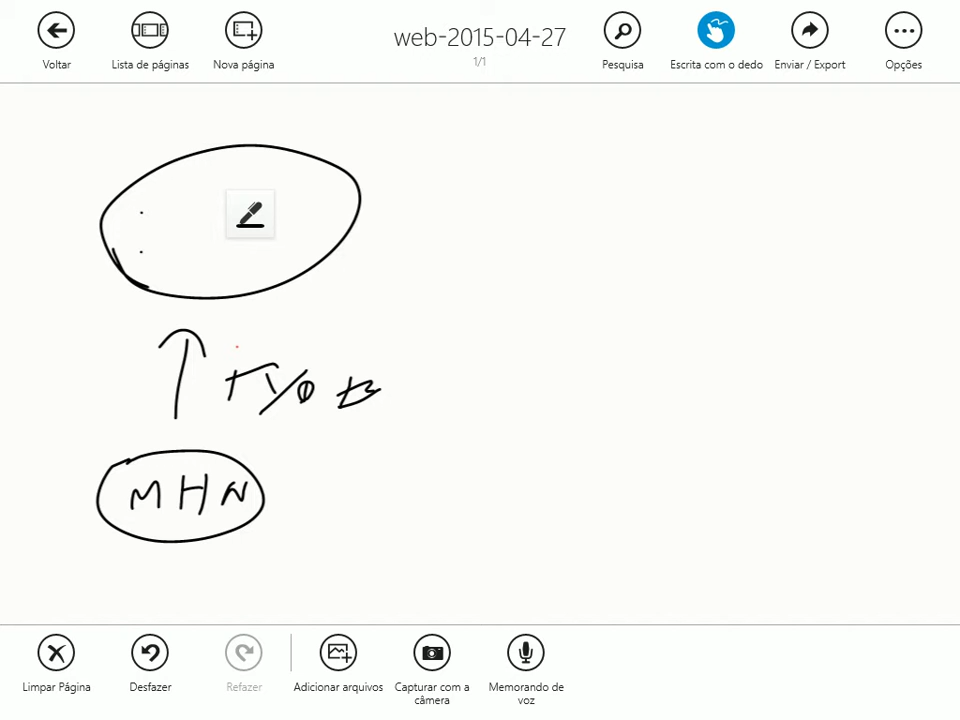 web-2015-04-27
1/1
Voltar
Lista de páginas
Nova página
Pesquisa
Escrita com o dedo
Enviar / Export
Opções
M H N
Limpar Página
Desfazer
Refazer
Adicionar arquivos
Capturar com a
câmera
Memorando de
voz